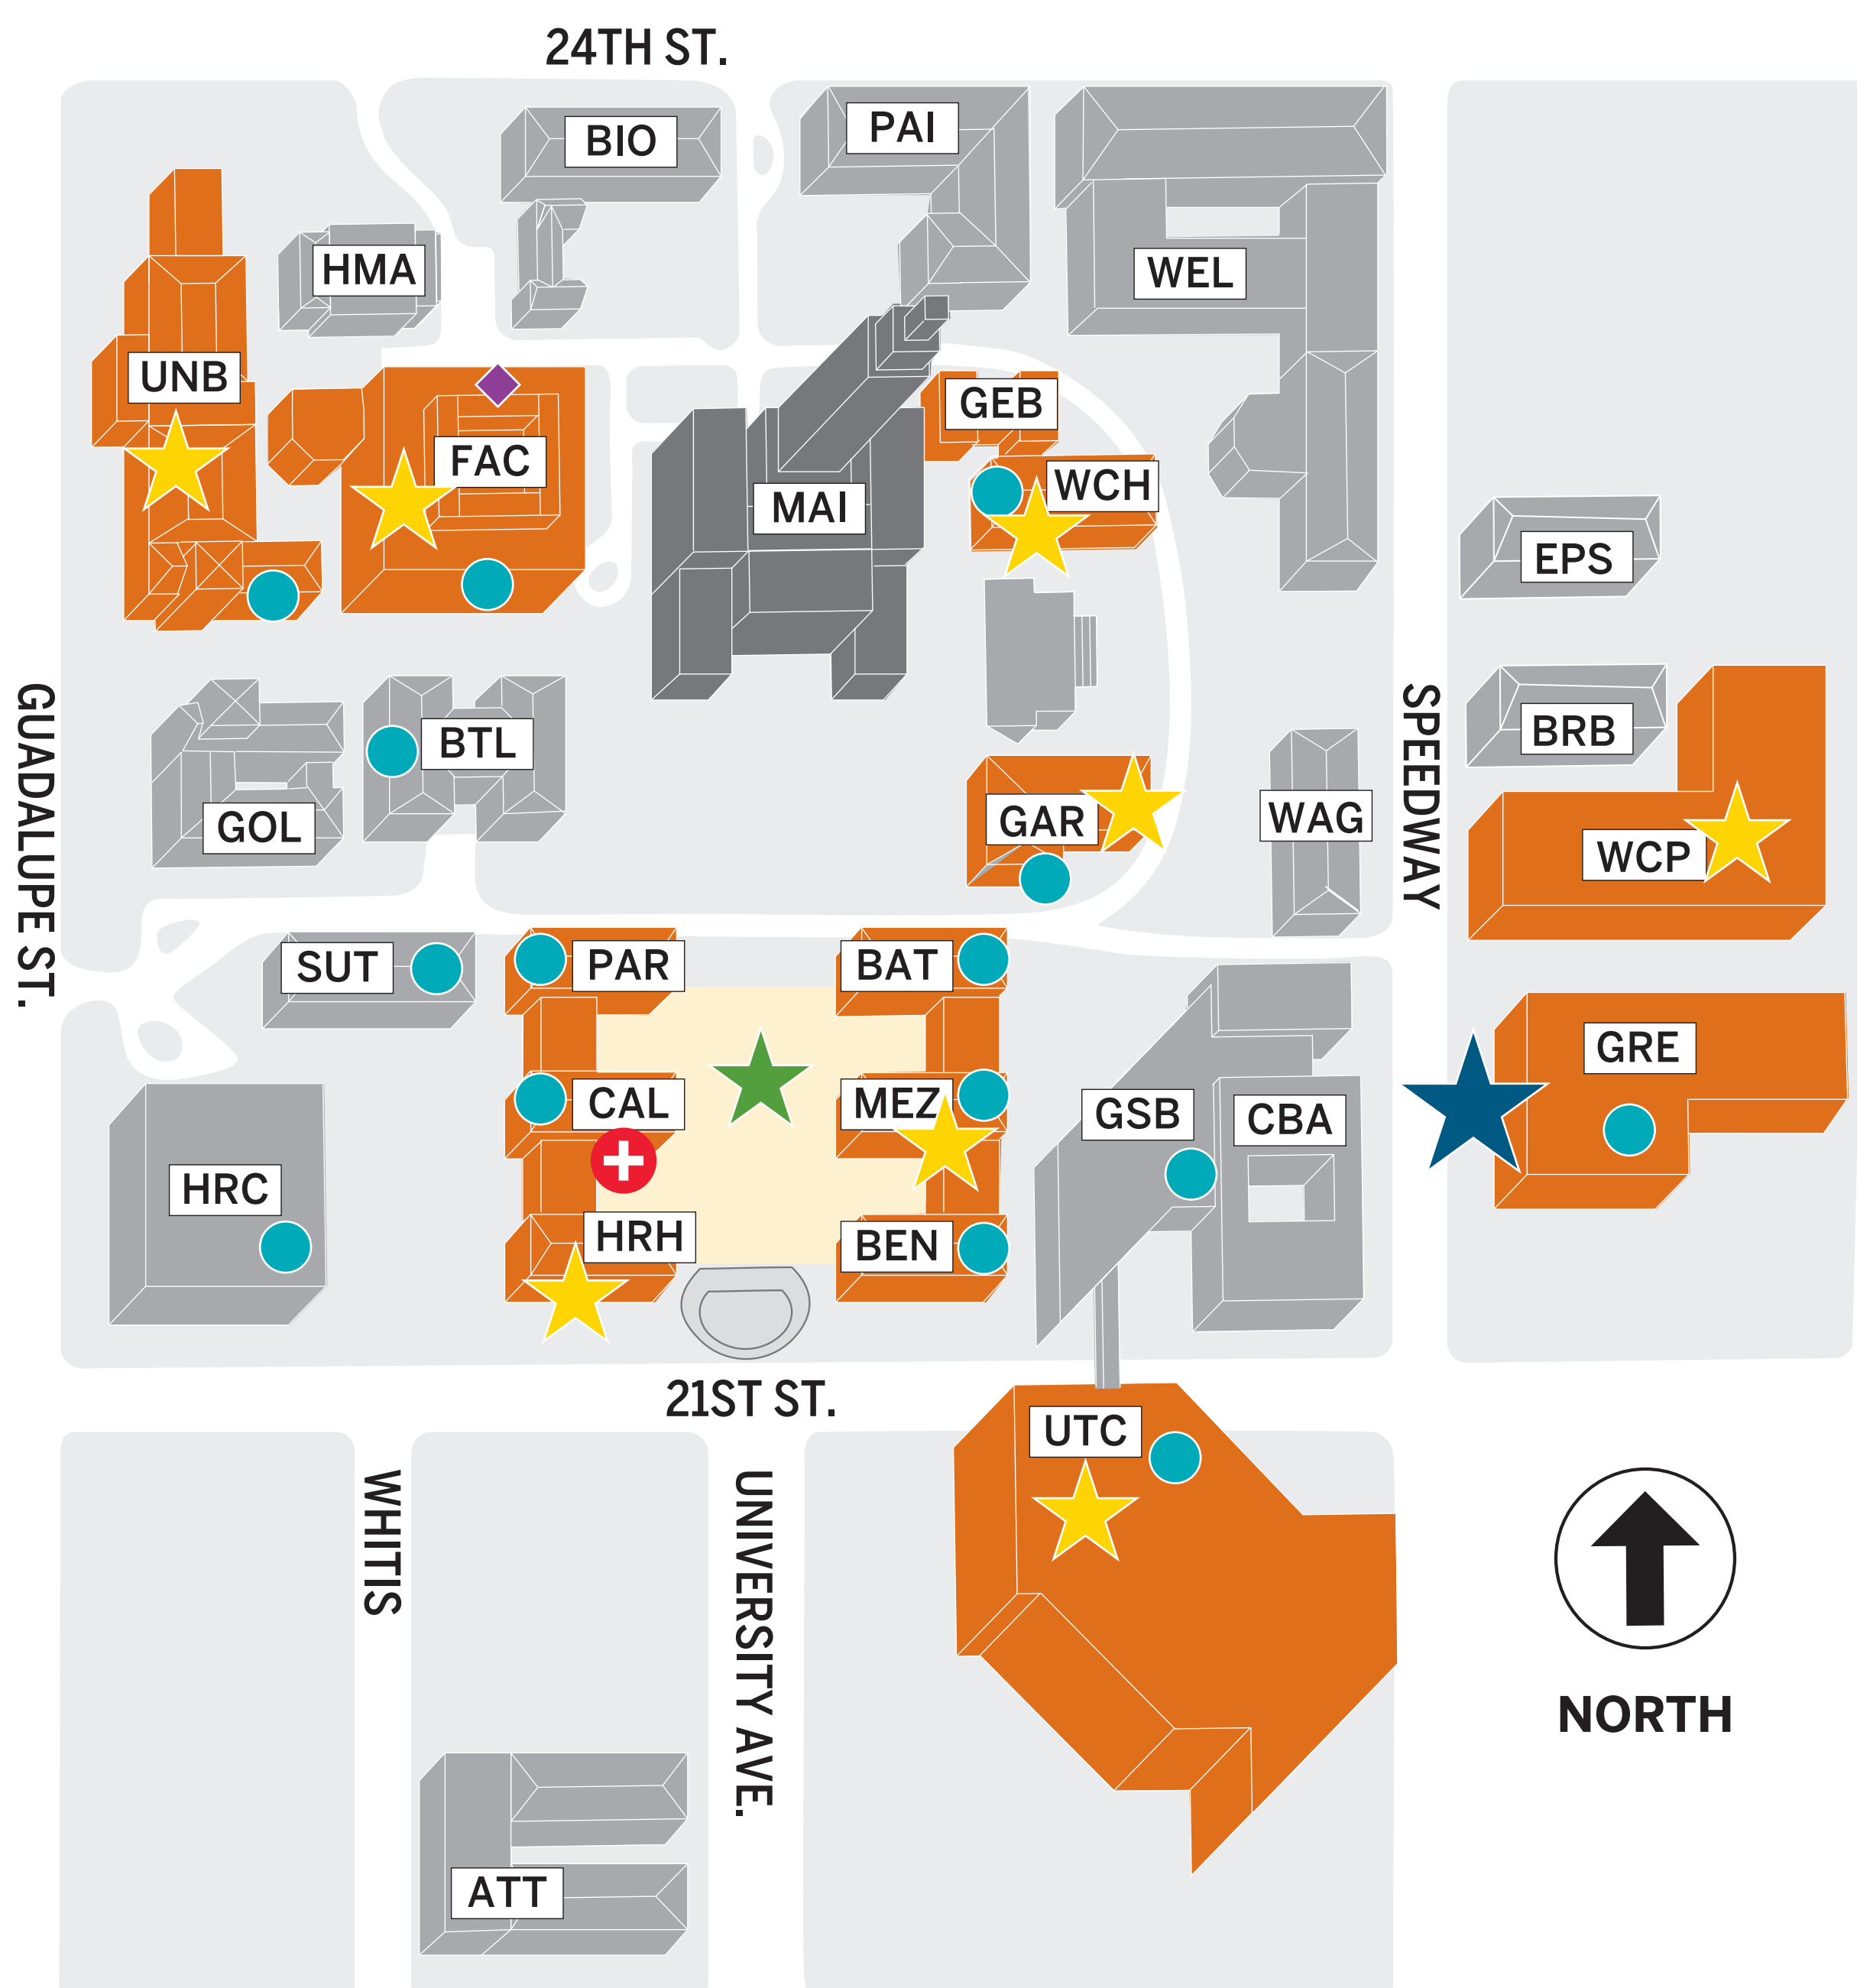 24TH ST.
BIO
PAI
HMA
WEL
UNB
GEB
FAC
WCH
MAI
EPS
GUADALUPE ST.
SPEEDWAY
BTL
BRB
GOL
GAR
WAG
WCP
SUT
PAR
BAT
GRE
CAL
MEZ
GSB
CBA
HRC
HRH
BEN
21ST ST.
UTC
WHITIS
UNIVERSITY AVE.
NORTH
ATT